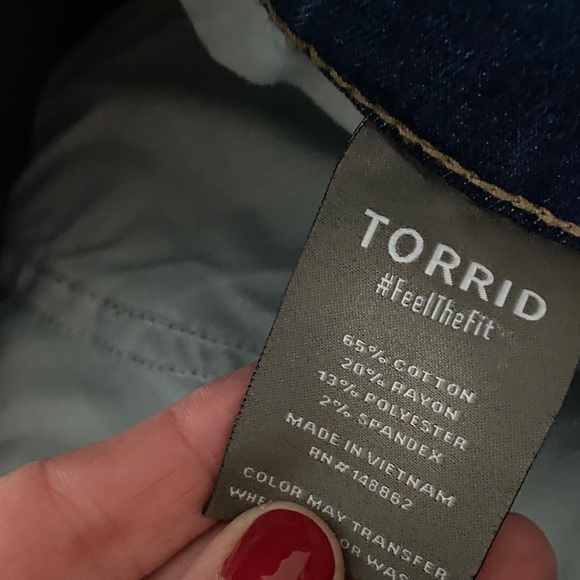 TORRID
#FeelTheFit
65% COTTON
20% RAYON
13% POLYESTER
2% SPANDEX
MADE IN VIETNAM
RN# 148862
COLOR MAY TRANSFER